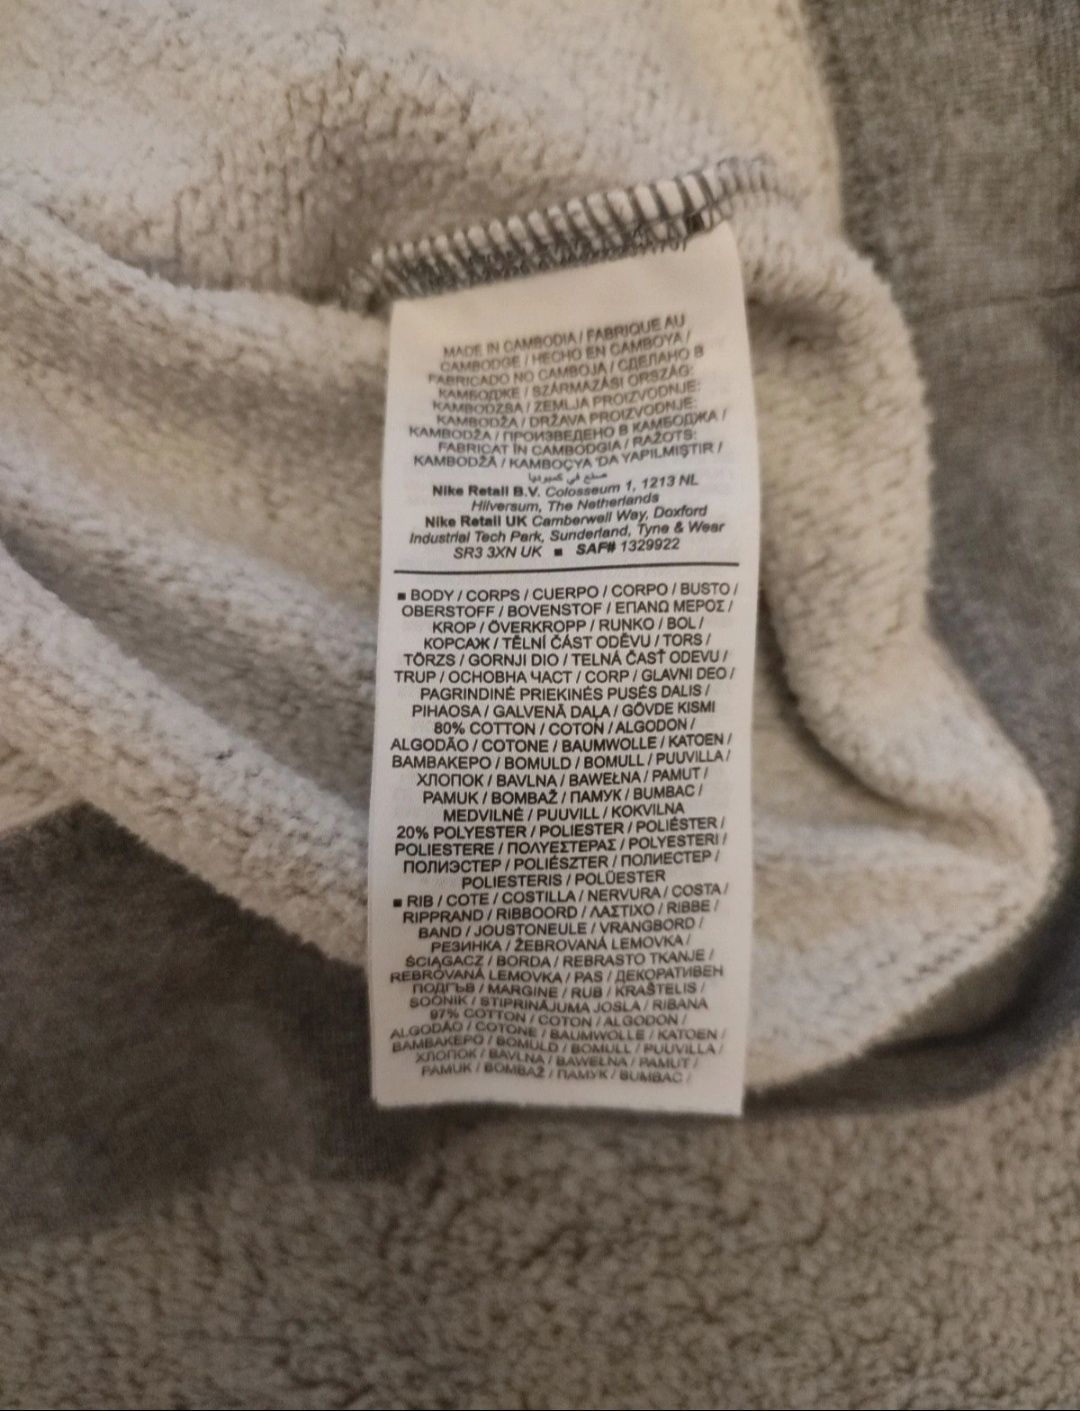 MADE IN CAMBODIA / FABRIQUE AU
CAMBODGE / HECHO EN CAMBOYA /
FABRICADO NO CAMBOJA / СДЕЛАНО В
КАМБОДЖЕ / SZÁRMAZÁSI ORSZÁG:
KAMBODZSA / ZEMLJA PROIZVODNJE:
KAMBODŽA / DRŽAVA PROIZVODNJE:
KAMBODŽA / ПРОИЗВЕДЕНО В КАМБОДЖА /
FABRICAT ÎN CAMBODGIA / RAŽOTS:
KAMBODŽĀ / KAMBOÇYA 'DA YAPILMIŞTIR /
صنع في كمبوديا
Nike Retail B.V. Colosseum 1, 1213 NL
Hilversum, The Netherlands
Nike Retail UK Camberwell Way, Doxford
Industrial Tech Park, Sunderland, Tyne & Wear
SR3 3XN UK ■ SAF# 1329922
■ BODY / CORPS / CUERPO / CORPO / BUSTO /
OBERSTOFF / BOVENSTOF / ΕΠΑΝΩ ΜΕΡΟΣ /
KROP / ÖVERKROPP / RUNKO / BOL /
КОРСАЖ / TĚLNÍ ČÁST ODĚVU / TORS /
TÖRZS / GORNJI DIO / TELNÁ ČASŤ ODEVU /
TRUP / ОСНОВНА ЧАСТ / CORP / GLAVNI DEO /
PAGRINDINĖ PRIEKINĖS PUSĖS DALIS /
PIHAOSA / GALVENĀ DAĻA / GÖVDE KISMI
80% COTTON / COTON / ALGODON /
ALGODÃO / COTONE / BAUMWOLLE / KATOEN /
ΒΑΜΒΑΚΕΡΟ / BOMULD / BOMULL / PUUVILLA /
ХЛОПОК / BAVLNA / BAWEŁNA / PAMUT /
PAMUK / BOMBAŽ / ПАМУК / BUMBAC /
MEDVILNĖ / PUUVILL / KOKVILNA
20% POLYESTER / POLIESTER / POLIÉSTER /
POLIESTERE / ΠΟΛΥΕΣΤΕΡΑΣ / POLYESTERI /
ПОЛИЭСТЕР / POLIÉSZTER / ПОЛИЕСТЕР /
POLIESTERIS / POLÜESTER
■ RIB / COTE / COSTILLA / NERVURA / COSTA /
RIPPRAND / RIBBOORD / ΛΑΣΤΙΧΟ / RIBBE /
BAND / JOUSTONEULE / VRANGBORD /
РЕЗИНКА / ŽEBROVANÁ LEMOVKA /
ŚCIĄGACZ / BORDA / REBRASTO TKANJE /
REBROVANÁ LEMOVKA / PAS / ДЕКОРАТИВЕН
ПОДГЪВ / MARGINE / RUB / KRAŠTELIS /
SOONIK / STIPRINĀJUMA JOSLA / RIBANA
97% COTTON / COTON / ALGODON /
ALGODÃO / COTONE / BAUMWOLLE / KATOEN /
ΒΑΜΒΑΚΕΡΟ / BOMULD / BOMULL / PUUVILLA /
ХЛОПОК / BAVLNA / BAWEŁNA / PAMUT /
PAMUK / BOMBAŽ / ПАМУК / BUMBAC /